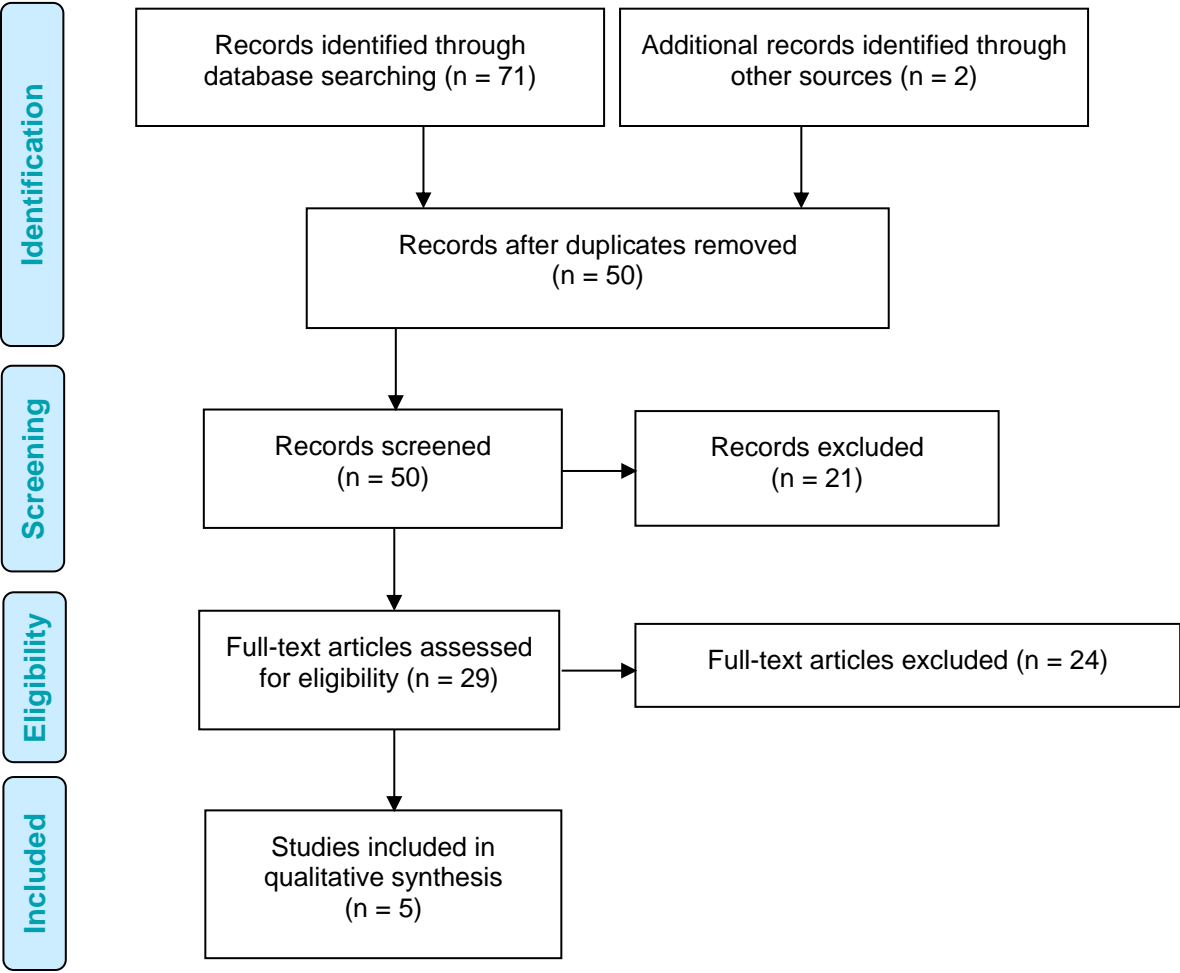 Identification
Records identified through
database searching (n = 71)
Additional records identified through
other sources (n = 2)
Records after duplicates removed
(n = 50)
Screening
Records screened
(n = 50)
Records excluded
(n = 21)
Eligibility
Full-text articles assessed
for eligibility (n = 29)
Full-text articles excluded (n = 24)
Included
Studies included in
qualitative synthesis
(n = 5)